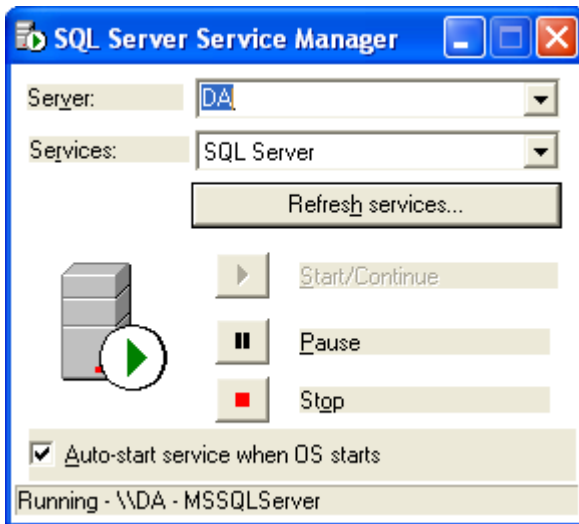 SQL Server Service Manager
Server: DA
Services: SQL Server
Refresh services...
Start/Continue
Pause
Stop
Auto-start service when OS starts
Running - \\DA - MSSQLServer